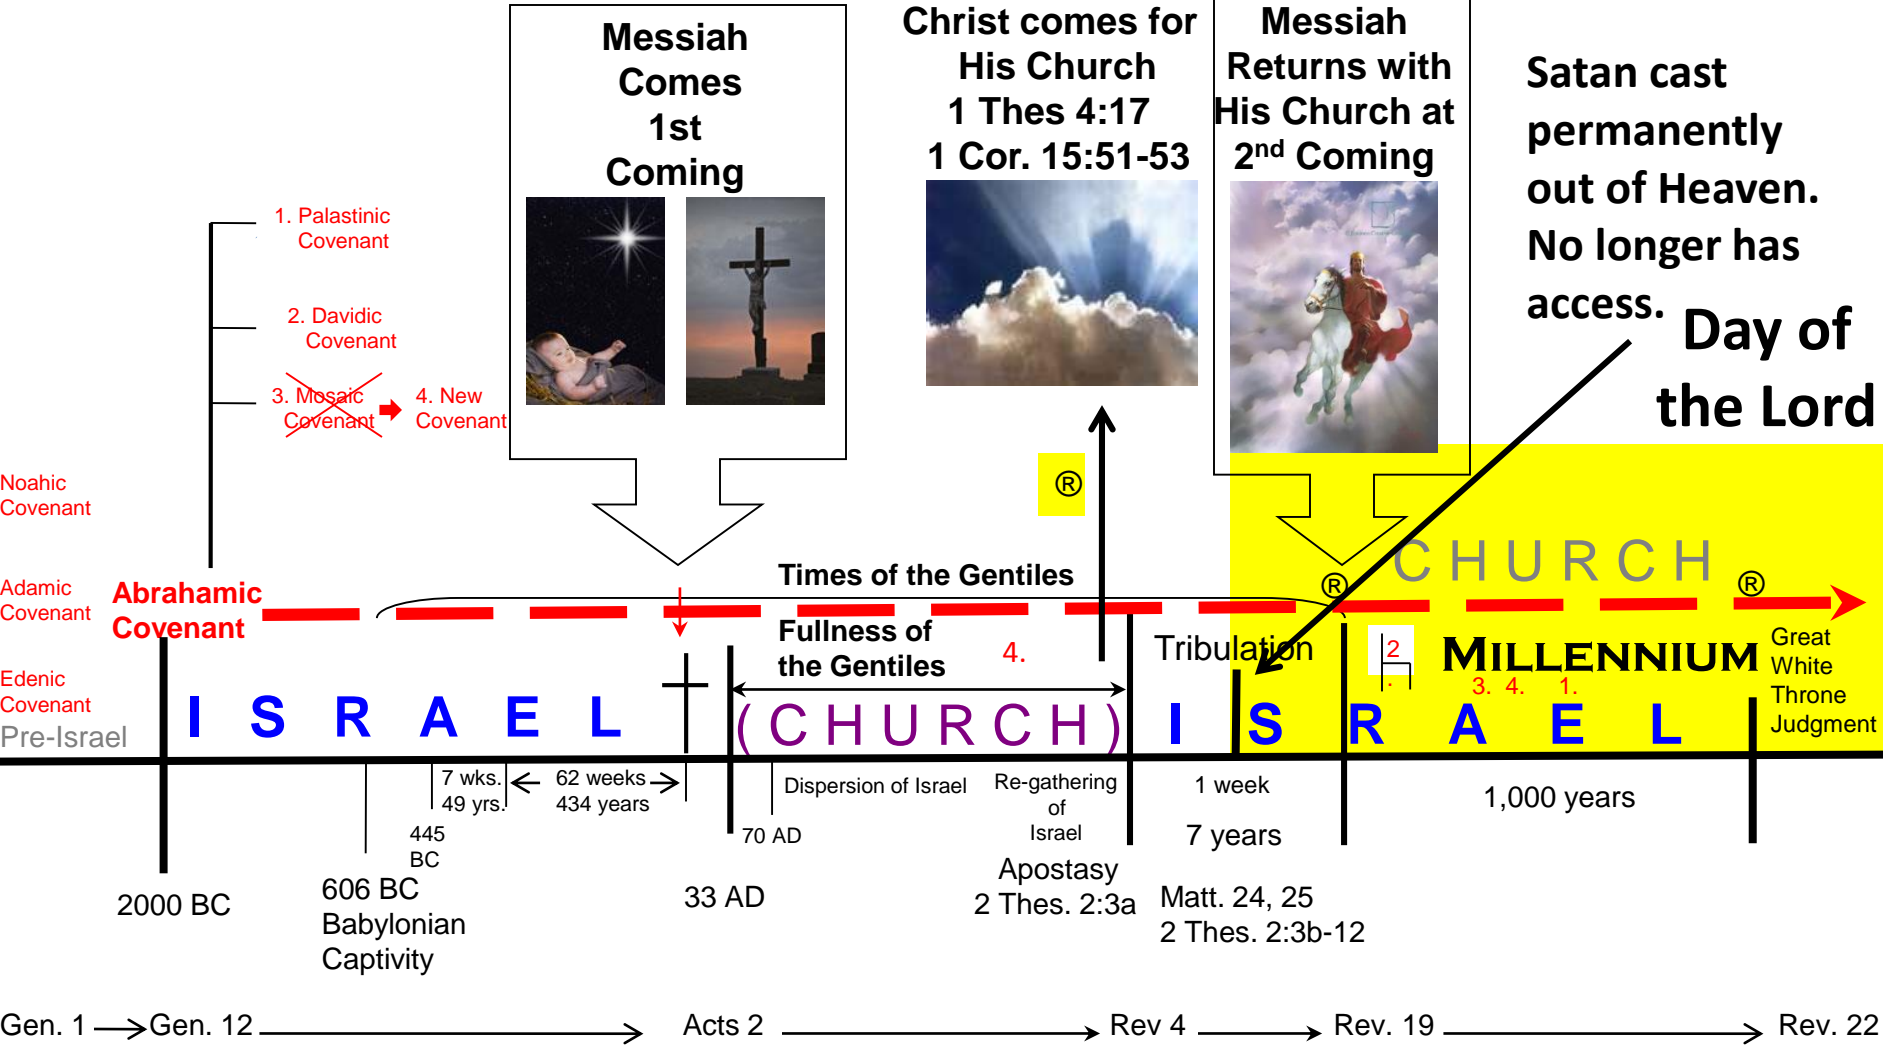 Messiah
Comes
1st
Coming
Christ comes for
His Church
1 Thes 4:17
1 Cor. 15:51-53
Messiah
Returns with
His Church at
2nd Coming
Satan cast
permanently
out of Heaven.
No longer has
access.
Day of
the Lord
1. Palastinic
Covenant
2. Davidic
Covenant
3. Mosaic
Covenant
4. New
Covenant
Noahic
Covenant
Adamic
Covenant
Edenic
Covenant
Pre-Israel
Abrahamic
Covenant
®
Times of the Gentiles
Fullness of
the Gentiles
4.
Tribulation
®
CHURCH
®
2
.
MILLENNIUM
3. 4. 1.
Great
White
Throne
Judgment
I S R A E L
(CHURCH)
I S R A E L
7 wks.
49 yrs.
62 weeks
434 years
Dispersion of Israel
Re-gathering
of
Israel
1 week
7 years
1,000 years
445
BC
70 AD
2000 BC
606 BC
Babylonian
Captivity
33 AD
Apostasy
2 Thes. 2:3a
Matt. 24, 25
2 Thes. 2:3b-12
Gen. 1 Gen. 12 Acts 2 Rev 4 Rev. 19 Rev. 22